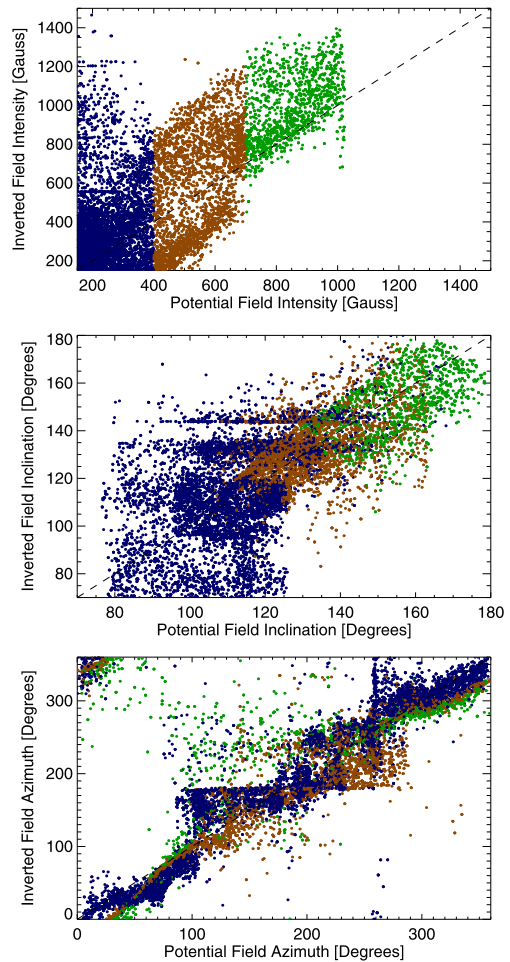 Inverted Field Intensity [Gauss]
1400
1200
1000
800
600
400
200
200 400 600 800 1000 1200 1400
Potential Field Intensity [Gauss]
Inverted Field Inclination [Degrees]
180
160
140
120
100
80
80 100 120 140 160 180
Potential Field Inclination [Degrees]
Inverted Field Azimuth [Degrees]
300
200
100
0
0 100 200 300
Potential Field Azimuth [Degrees]